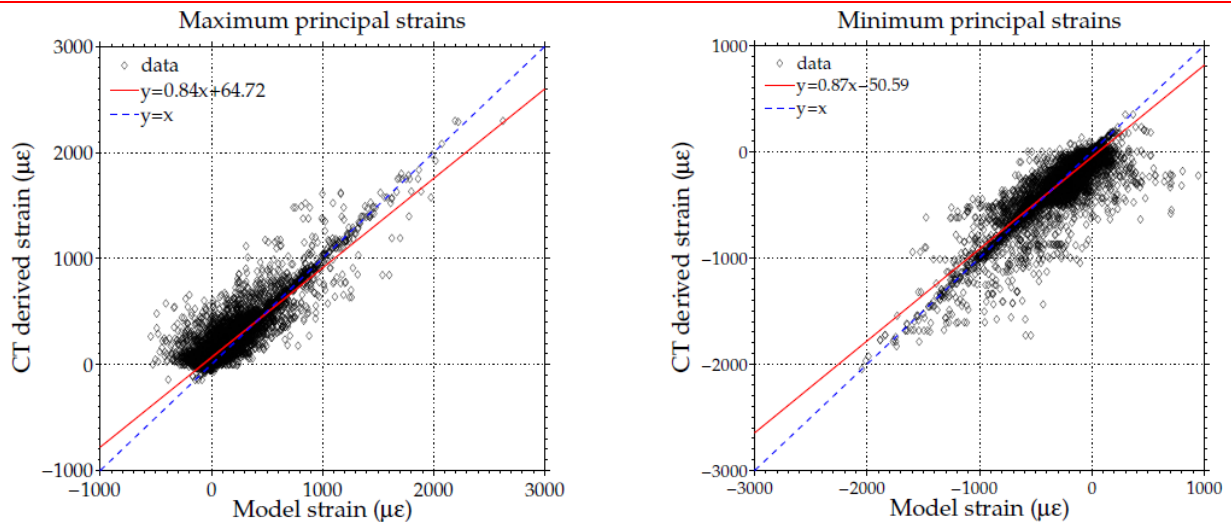 Maximum principal strains
3000
2000
1000
0
−1000
−1000
0
1000
2000
3000
data
y=0.84x+64.72
y=x
CT derived strain (με)
Model strain (με)
Minimum principal strains
1000
0
−1000
−2000
−3000
−3000
−2000
−1000
0
1000
data
y=0.87x−50.59
y=x
CT derived strain (με)
Model strain (με)